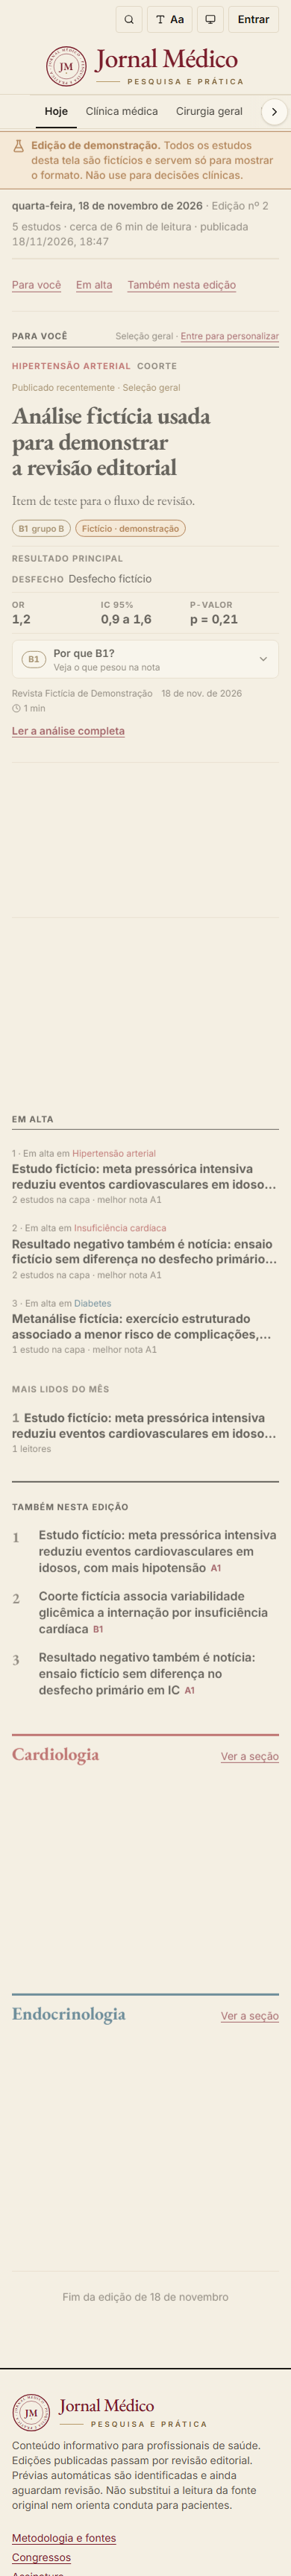 Aa
Entrar
JM
Jornal Médico
PESQUISA E PRÁTICA
Hoje Clínica médica Cirurgia geral
Edição de demonstração. Todos os estudos
desta tela são fictícios e servem só para mostrar
o formato. Não use para decisões clínicas.
quarta-feira, 18 de novembro de 2026 · Edição nº 2
5 estudos · cerca de 6 min de leitura · publicada
18/11/2026, 18:47
Para você Em alta Também nesta edição
PARA VOCÊ Seleção geral · Entre para personalizar
HIPERTENSÃO ARTERIAL COORTE
Publicado recentemente · Seleção geral
Análise fictícia usada
para demonstrar
a revisão editorial
Item de teste para o fluxo de revisão.
B1 grupo B Fictício · demonstração
RESULTADO PRINCIPAL
DESFECHO Desfecho fictício
OR IC 95% P-VALOR
1,2 0,9 a 1,6 p = 0,21
B1 Por que B1?
Veja o que pesou na nota
Revista Fictícia de Demonstração 18 de nov. de 2026
1 min
Ler a análise completa
EM ALTA
1 · Em alta em Hipertensão arterial
Estudo fictício: meta pressórica intensiva
reduziu eventos cardiovasculares em idoso...
2 estudos na capa · melhor nota A1
2 · Em alta em Insuficiência cardíaca
Resultado negativo também é notícia: ensaio
fictício sem diferença no desfecho primário...
2 estudos na capa · melhor nota A1
3 · Em alta em Diabetes
Metanálise fictícia: exercício estruturado
associado a menor risco de complicações,...
1 estudo na capa · melhor nota A1
MAIS LIDOS DO MÊS
1 Estudo fictício: meta pressórica intensiva
reduziu eventos cardiovasculares em idoso...
1 leitores
TAMBÉM NESTA EDIÇÃO
1 Estudo fictício: meta pressórica intensiva
reduziu eventos cardiovasculares em
idosos, com mais hipotensão A1
2 Coorte fictícia associa variabilidade
glicêmica a internação por insuficiência
cardíaca B1
3 Resultado negativo também é notícia:
ensaio fictício sem diferença no
desfecho primário em IC A1
Cardiologia Ver a seção
Endocrinologia Ver a seção
Fim da edição de 18 de novembro
JM
Jornal Médico
PESQUISA E PRÁTICA
Conteúdo informativo para profissionais de saúde.
Edições publicadas passam por revisão editorial.
Prévias automáticas são identificadas e ainda
aguardam revisão. Não substitui a leitura da fonte
original nem orienta conduta para pacientes.
Metodologia e fontes
Congressos